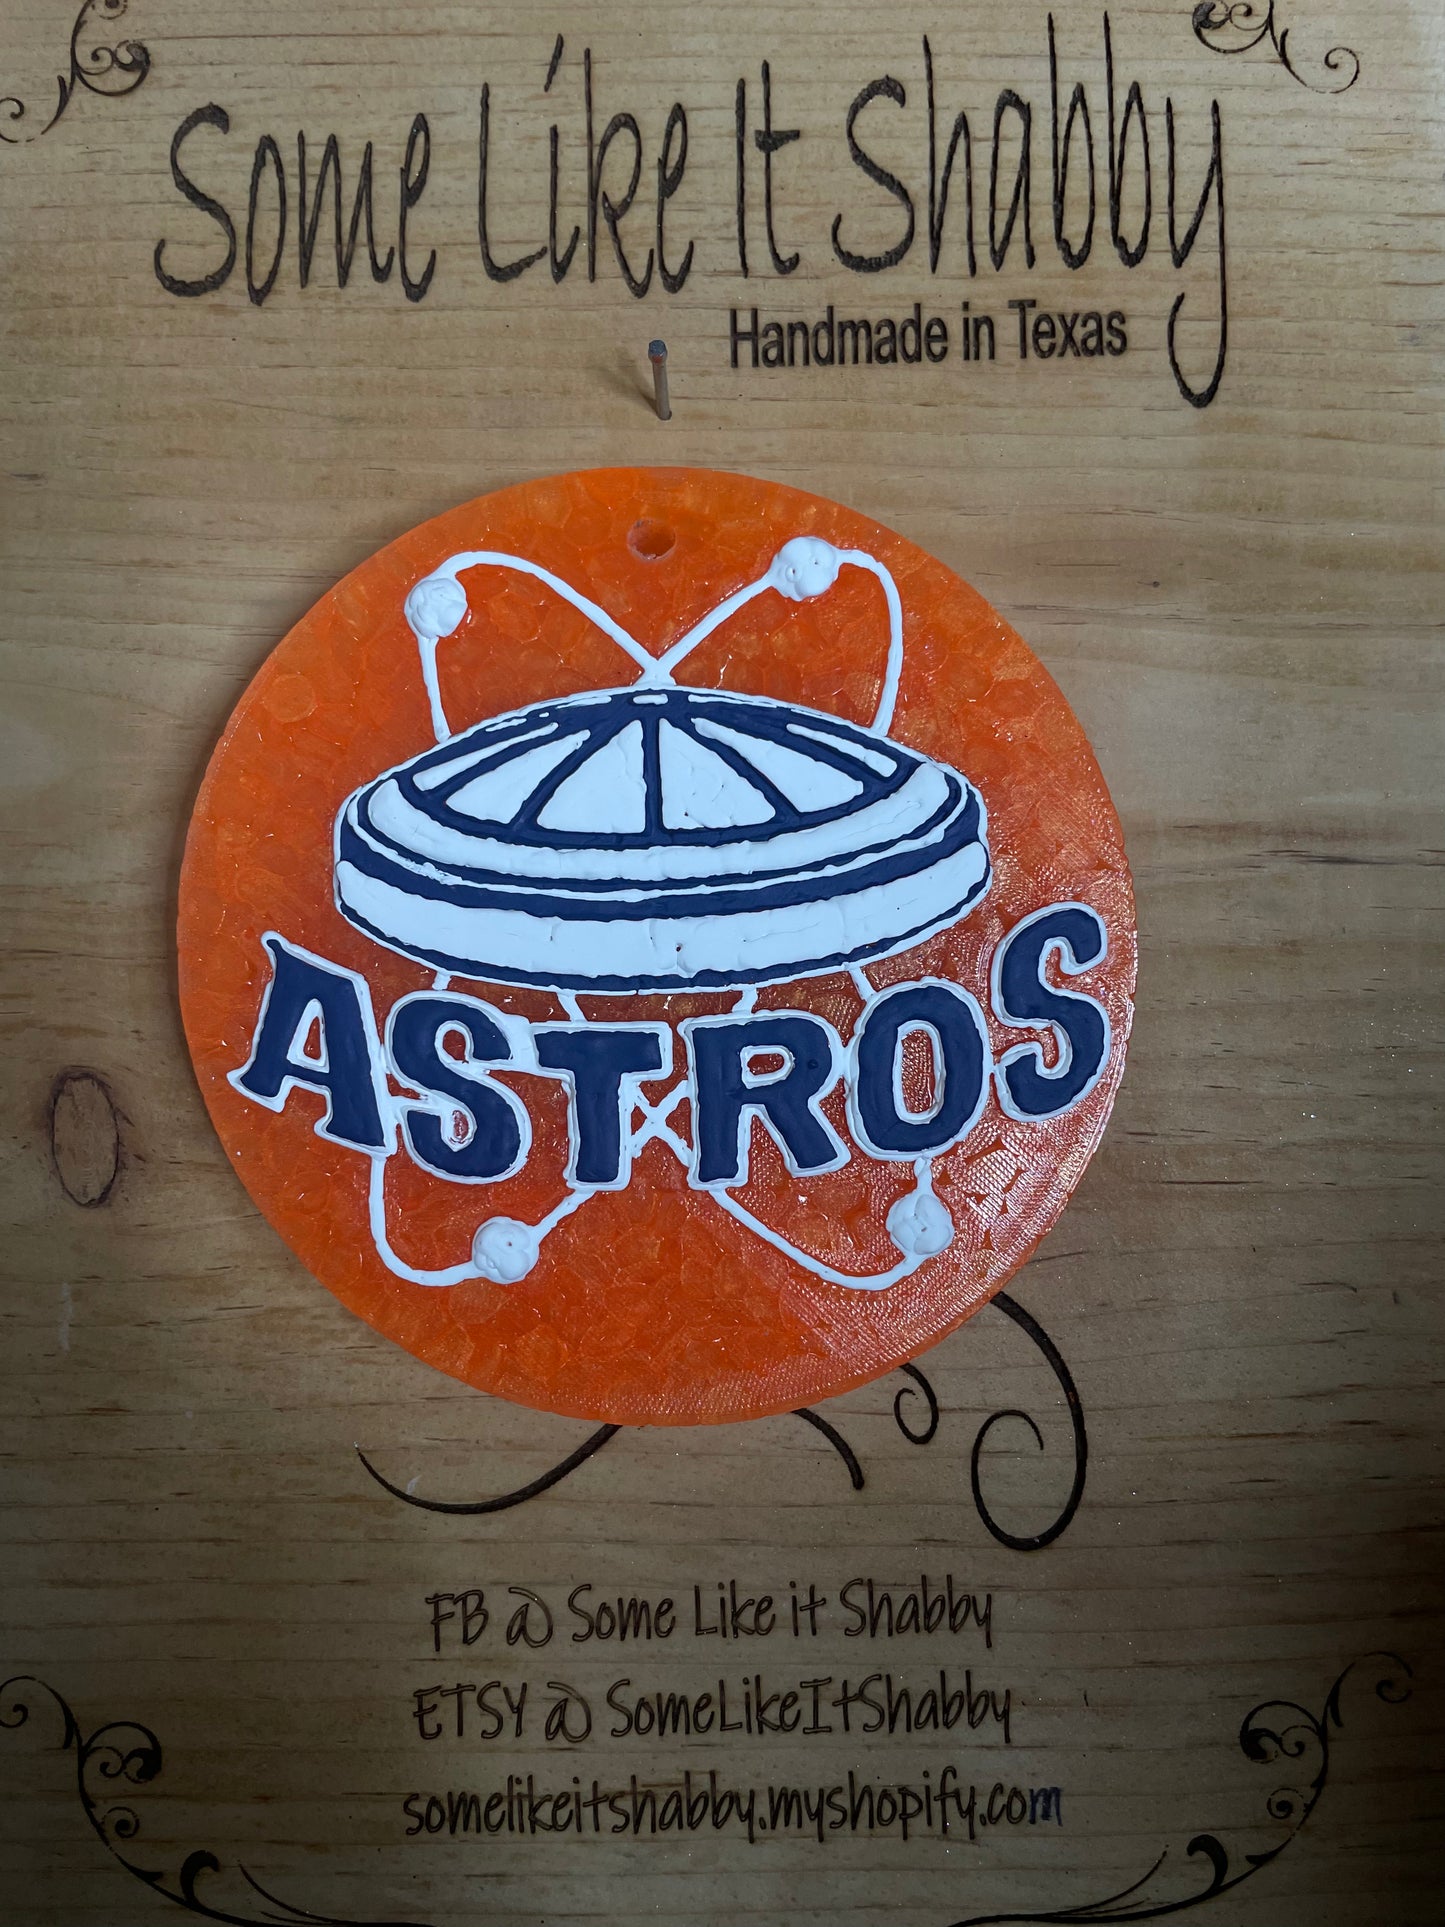 Some Like It Shabby
Handmade in Texas
ASTROS
FB @ Some Like it Shabby
ETSY @ SomeLikeItShabby
somelikeitshabby.myshopify.com